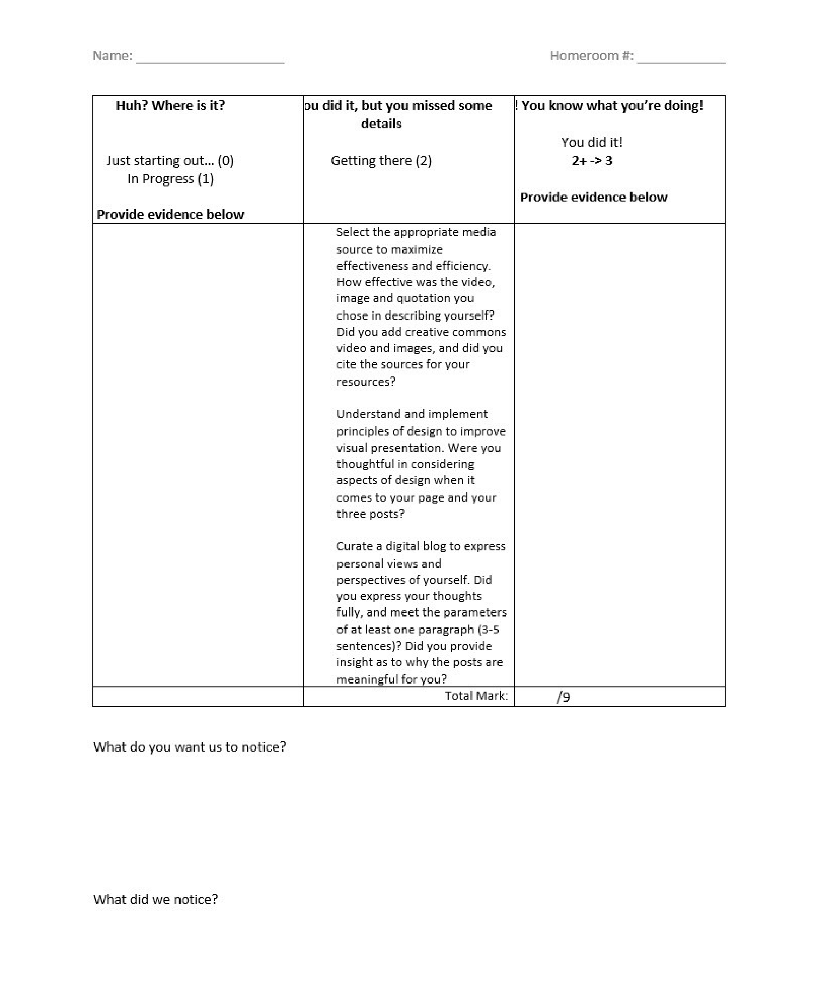 Name: ____________________ Homeroom #: ____________
Huh? Where is it?
Just starting out... (0)
In Progress (1)
Provide evidence below
ou did it, but you missed some
details
Getting there (2)
! You know what you're doing!
You did it!
2+ -> 3
Provide evidence below
Select the appropriate media
source to maximize
effectiveness and efficiency.
How effective was the video,
image and quotation you
chose in describing yourself?
Did you add creative commons
video and images, and did you
cite the sources for your
resources?
Understand and implement
principles of design to improve
visual presentation. Were you
thoughtful in considering
aspects of design when it
comes to your page and your
three posts?
Curate a digital blog to express
personal views and
perspectives of yourself. Did
you express your thoughts
fully, and meet the parameters
of at least one paragraph (3-5
sentences)? Did you provide
insight as to why the posts are
meaningful for you?
Total Mark: /9
What do you want us to notice?
What did we notice?